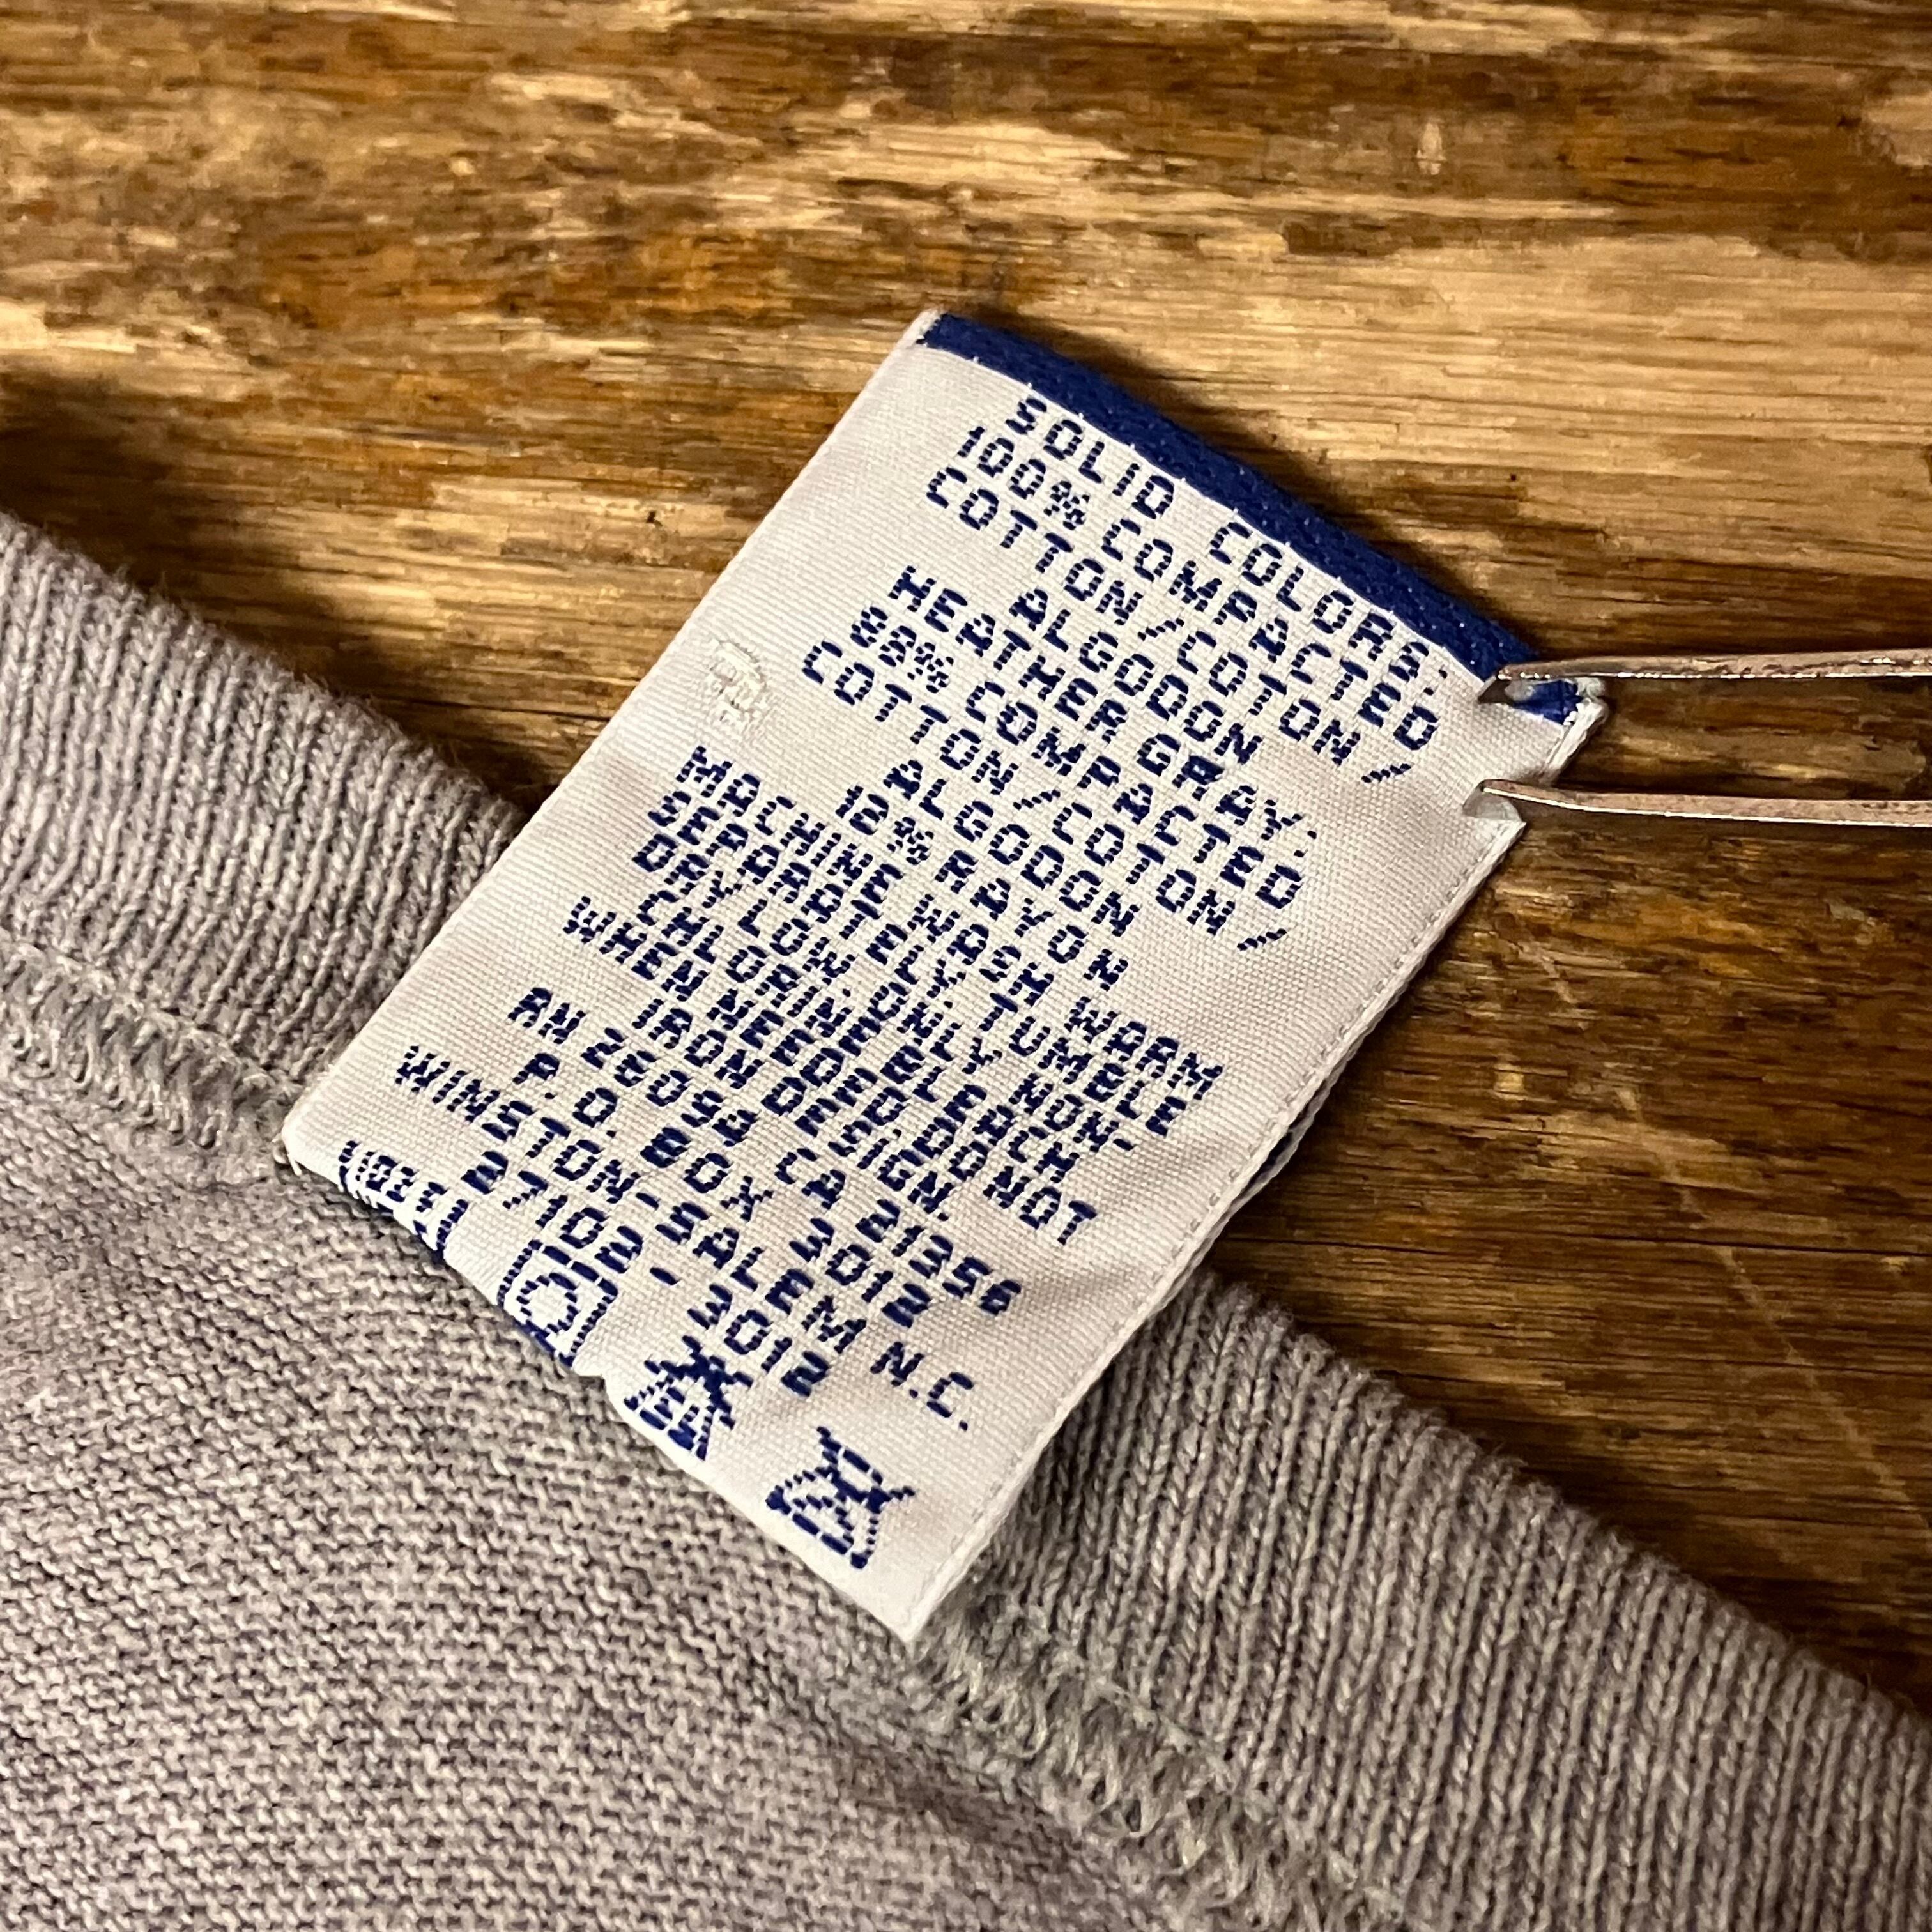 SOLID COLORS:
100% COMPACTED
COTTON/COTON/
ALGODON
HEATHER GRAY:
88% COMPACTED
COTTON/COTON/
ALGODON
12% RAYON
MACHINE WASH WARM
SEPARATELY TUMBLE
DRY LOW ONLY NON-
CHLORINE BLEACH
WHEN NEEDED DO NOT
IRON DESIGN.
RN 26094 CA 21356
P.O. BOX 3012
WINSTON-SALEM N.C.
27102-3012